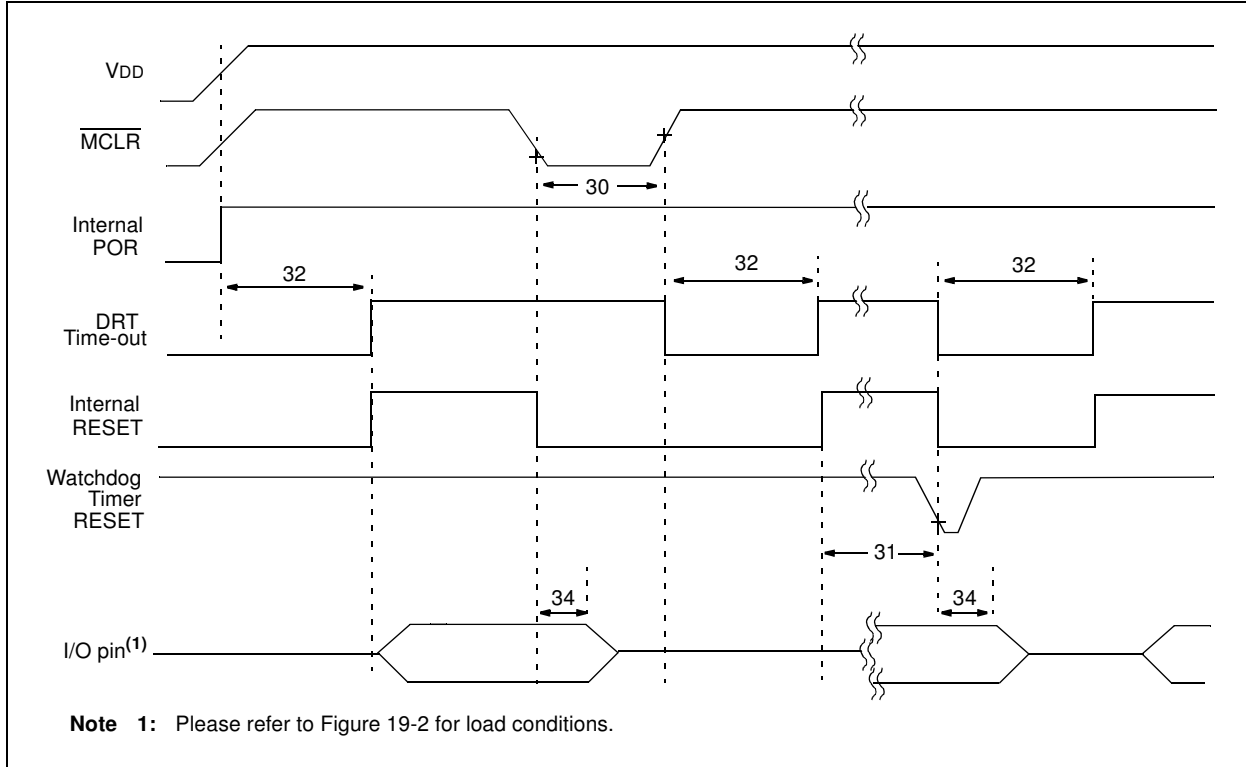 VDD
MCLR
30
Internal
POR
32
32
32
DRT
Time-out
Internal
RESET
Watchdog
Timer
RESET
31
34
34
I/O pin(1)
Note 1: Please refer to Figure 19-2 for load conditions.